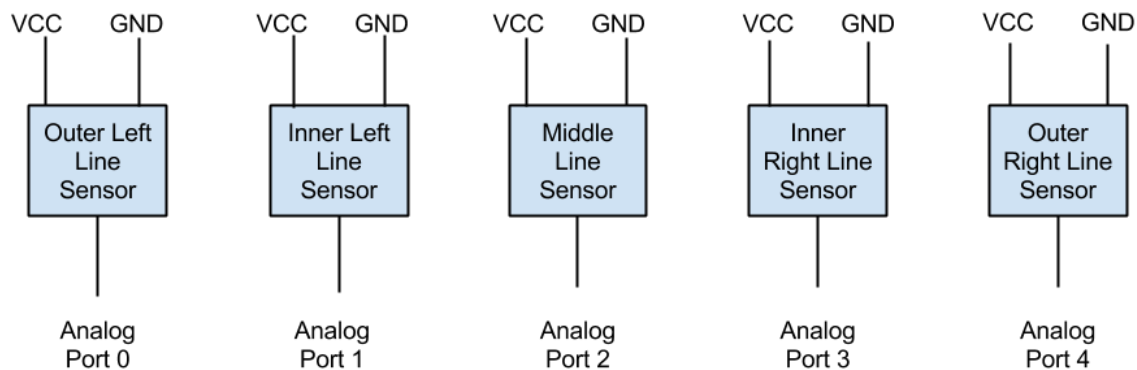 VCC GND VCC GND VCC GND VCC GND VCC GND
Outer Left
Line
Sensor
Inner Left
Line
Sensor
Middle
Line
Sensor
Inner
Right Line
Sensor
Outer
Right Line
Sensor
Analog
Port 0
Analog
Port 1
Analog
Port 2
Analog
Port 3
Analog
Port 4